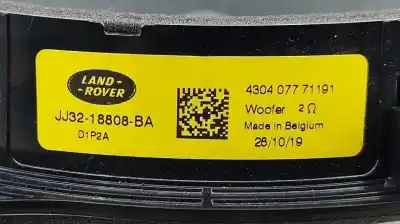 LAND-
-ROVER
JJ32-18808-BA
D1P2A
4304 077 71191
Woofer 2Ω
Made in Belgium
28/10/19